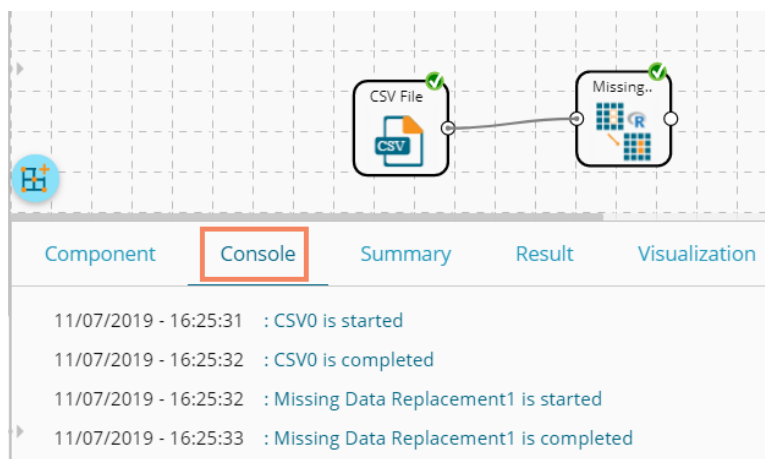 CSV File
Missing..
CSV
R
Component Console Summary Result Visualization
11/07/2019 - 16:25:31 : CSV0 is started
11/07/2019 - 16:25:32 : CSV0 is completed
11/07/2019 - 16:25:32 : Missing Data Replacement1 is started
11/07/2019 - 16:25:33 : Missing Data Replacement1 is completed